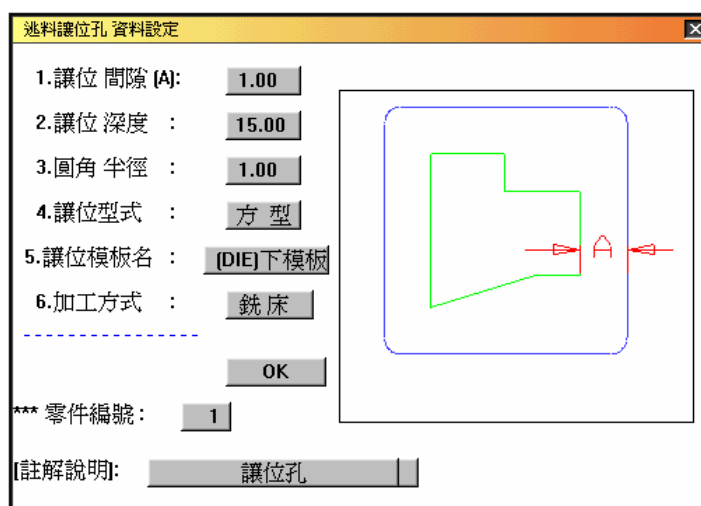 逃料讓位孔 資料設定
1.讓位 間隙 (A): 1.00
2.讓位 深度 : 15.00
3.圓角 半徑 : 1.00
4.讓位型式 : 方 型
5.讓位模板名 : (DIE)下模板
6.加工方式 : 銑床
A
OK
*** 零件編號: 1
[註解說明]: 讓位孔